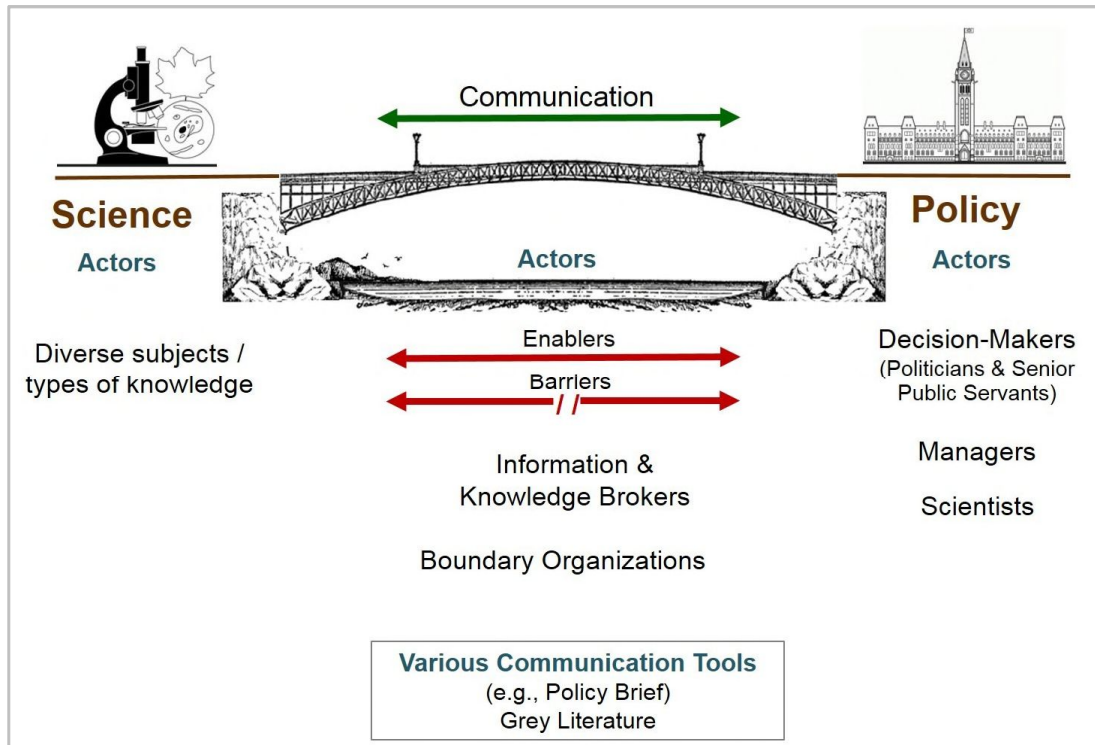 Communication
Science
Policy
Actors
Actors
Actors
Diverse subjects /
types of knowledge
Enablers
Barriers
Information &
Knowledge Brokers
Boundary Organizations
Decision-Makers
(Politicians & Senior
Public Servants)
Managers
Scientists
Various Communication Tools
(e.g., Policy Brief)
Grey Literature